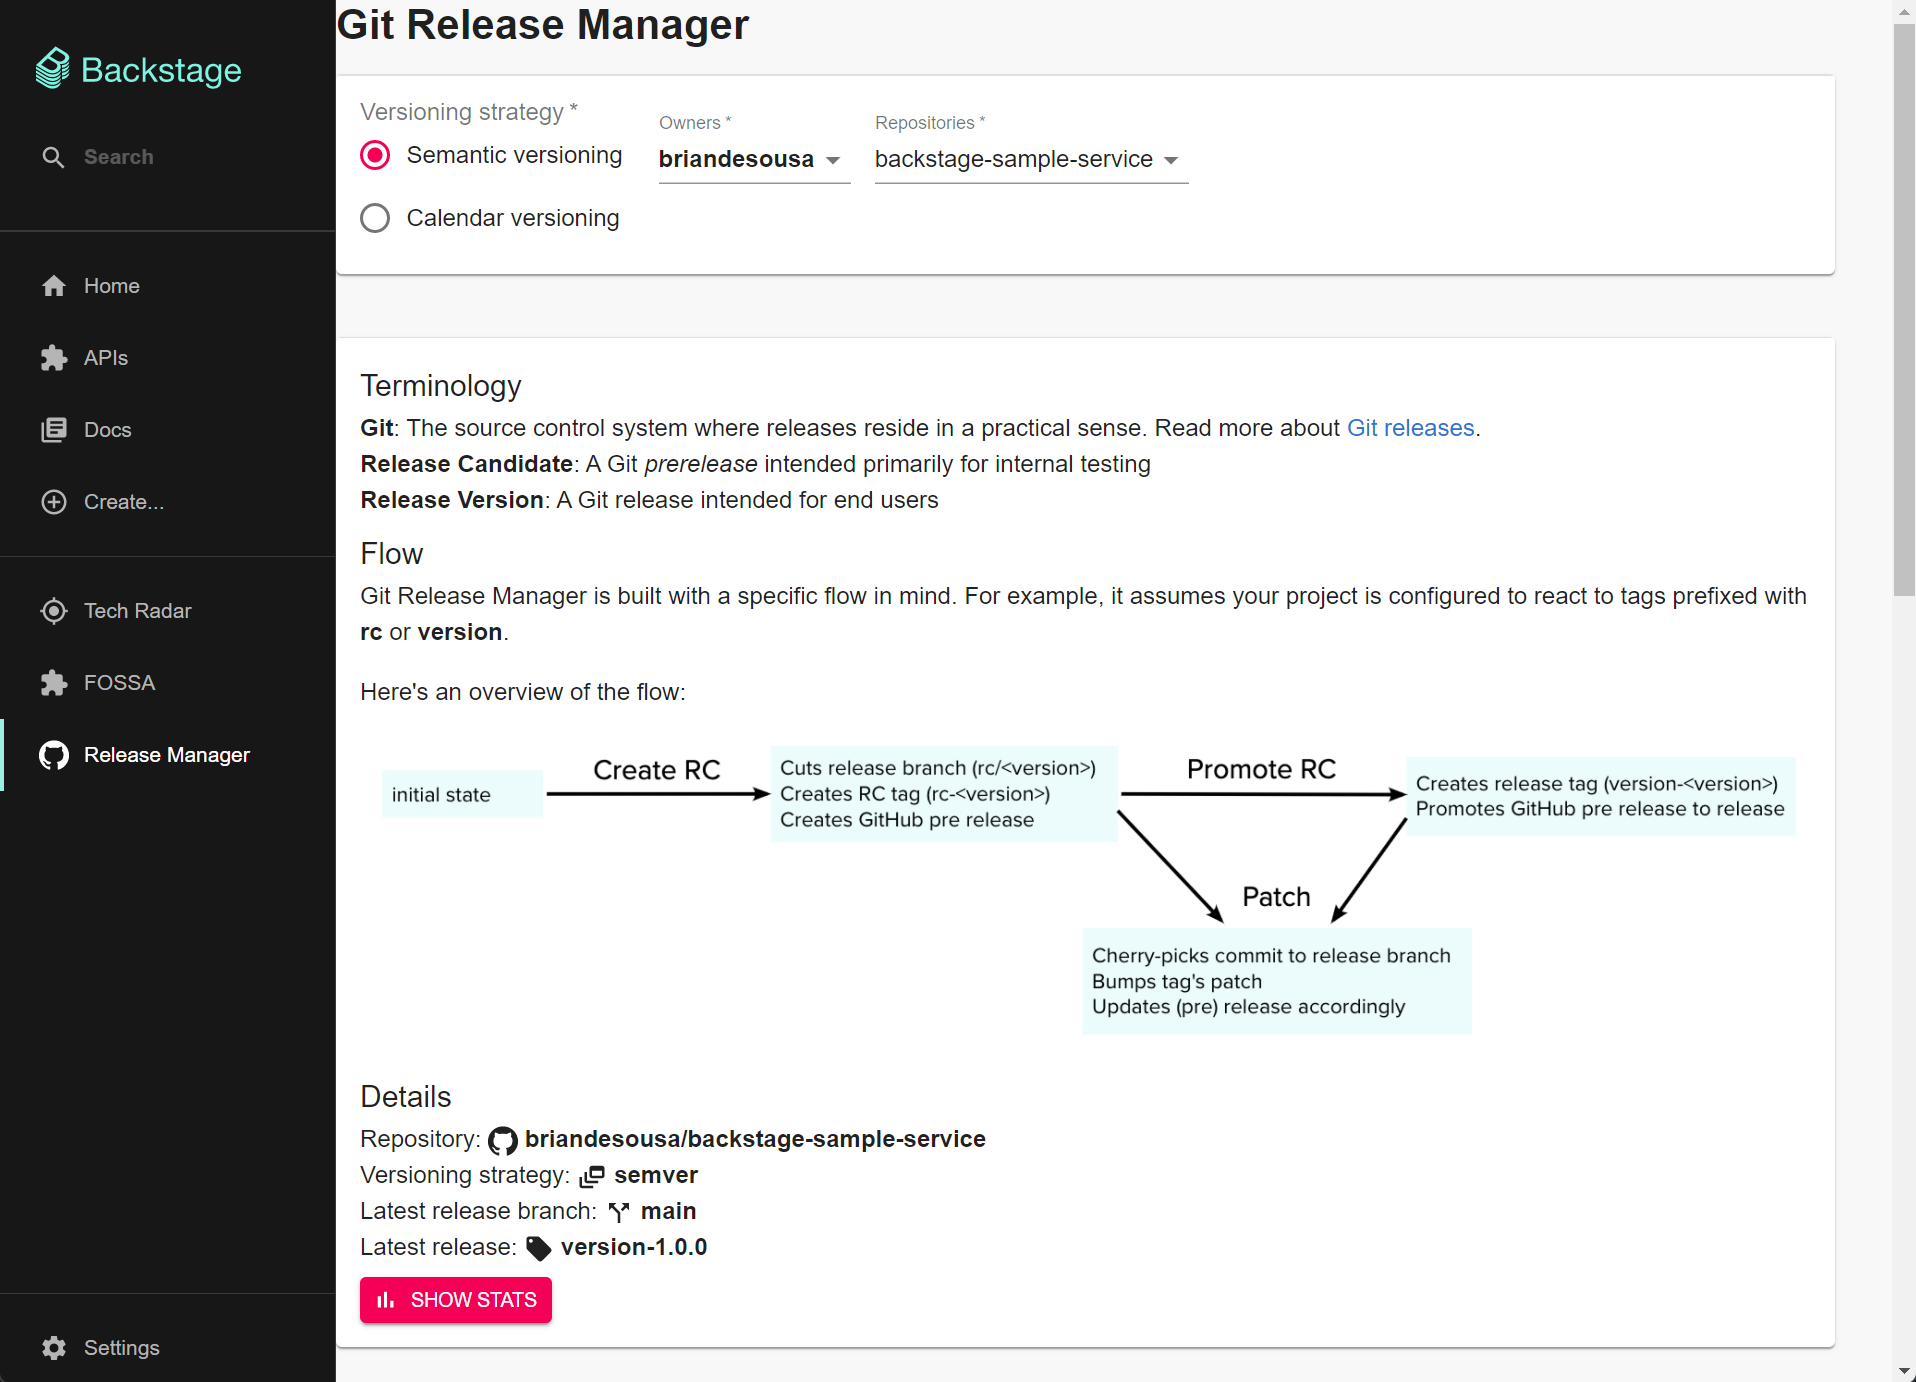 Backstage
Search
Home
APIs
Docs
Create...
Tech Radar
FOSSA
Release Manager
Settings
Git Release Manager
Versioning strategy *
Semantic versioning
Calendar versioning
Owners *
briandesousa
Repositories *
backstage-sample-service
Terminology
Git: The source control system where releases reside in a practical sense. Read more about Git releases.
Release Candidate: A Git prerelease intended primarily for internal testing
Release Version: A Git release intended for end users
Flow
Git Release Manager is built with a specific flow in mind. For example, it assumes your project is configured to react to tags prefixed with
rc or version.
Here's an overview of the flow:
initial state
Create RC
Cuts release branch (rc/<version>)
Creates RC tag (rc-<version>)
Creates GitHub pre release
Promote RC
Creates release tag (version-<version>)
Promotes GitHub pre release to release
Patch
Cherry-picks commit to release branch
Bumps tag's patch
Updates (pre) release accordingly
Details
Repository: briandesousa/backstage-sample-service
Versioning strategy: semver
Latest release branch: main
Latest release: version-1.0.0
SHOW STATS